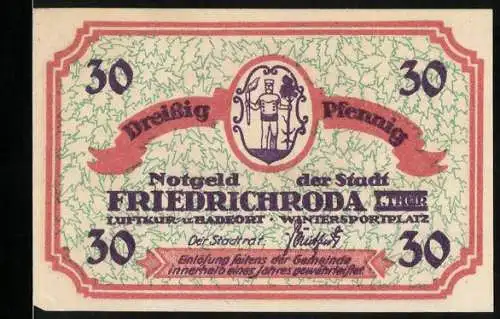 30 30
Dreißig Pfennig
Notgeld der Stadt
FRIEDRICHRODA i. THÜR
LUFTKUR- u. BADEORT · WINTERSPORTPLATZ
30 Der Stadtrat. 30
Einlösung seitens der Gemeinde
innerhalb eines Jahres gewährleistet